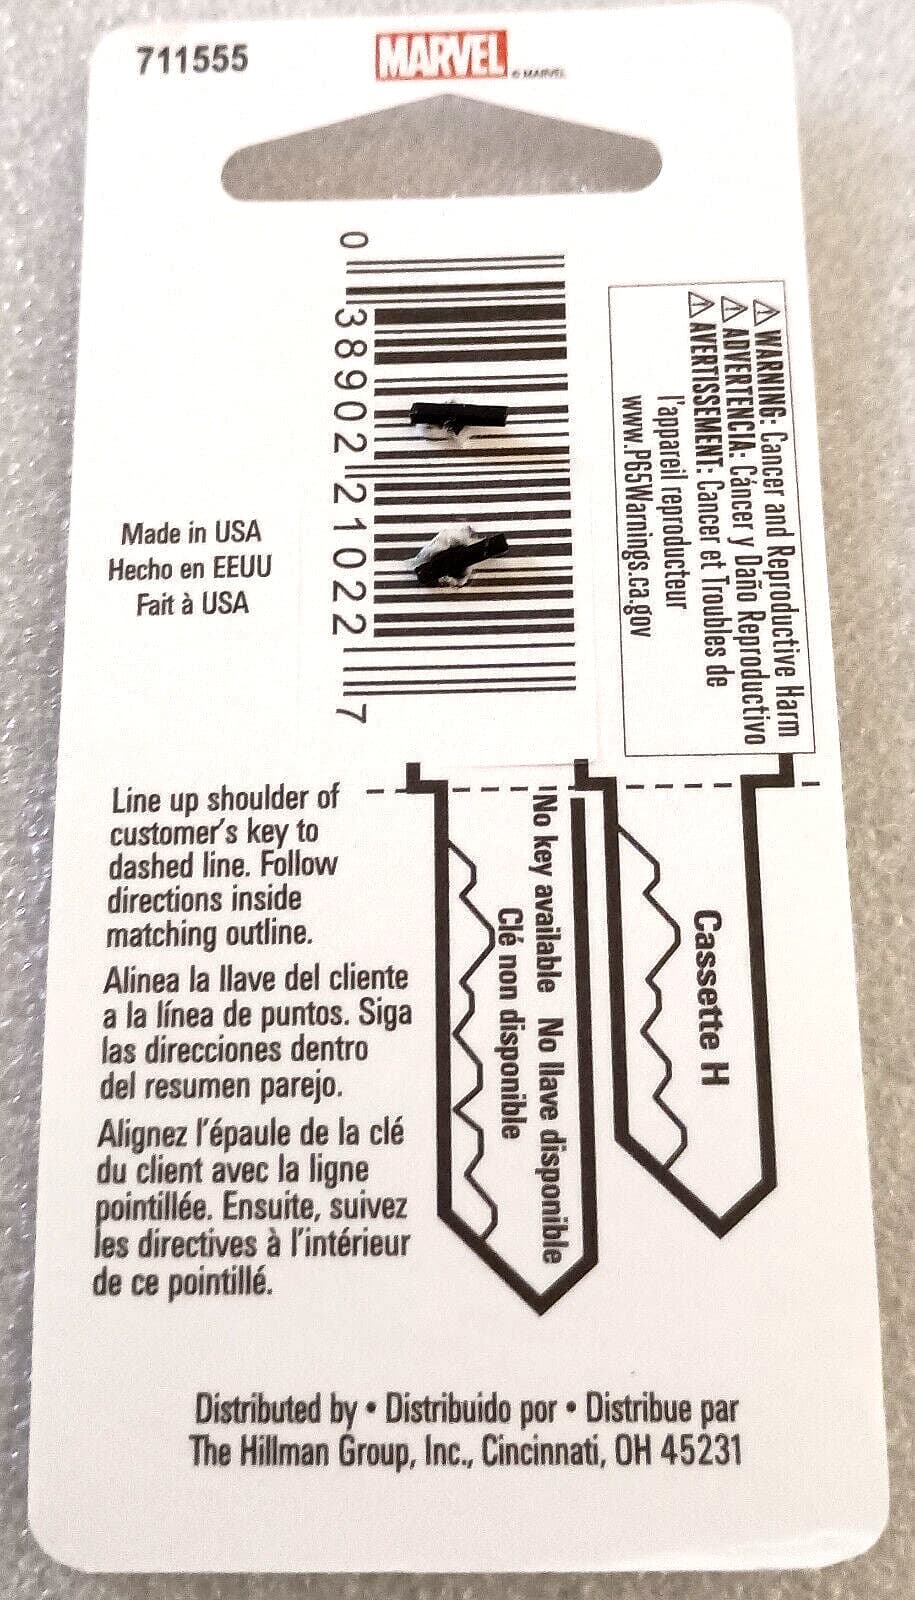 711555
MARVEL
© MARVEL
0 38902 21022 7
⚠ WARNING: Cancer and Reproductive Harm
⚠ ADVERTENCIA: Cáncer y Daño Reproductivo
⚠ AVERTISSEMENT: Cancer et Troubles de
l'appareil reproducteur
www.P65Warnings.ca.gov
Made in USA
Hecho en EEUU
Fait à USA
Line up shoulder of
customer's key to
dashed line. Follow
directions inside
matching outline.
Alinea la llave del cliente
a la línea de puntos. Siga
las direcciones dentro
del resumen parejo.
Alignez l'épaule de la clé
du client avec la ligne
pointillée. Ensuite, suivez
les directives à l'intérieur
de ce pointillé.
No key available No llave disponible
Clé non disponible
Cassette H
Distributed by • Distribuido por • Distribue par
The Hillman Group, Inc., Cincinnati, OH 45231